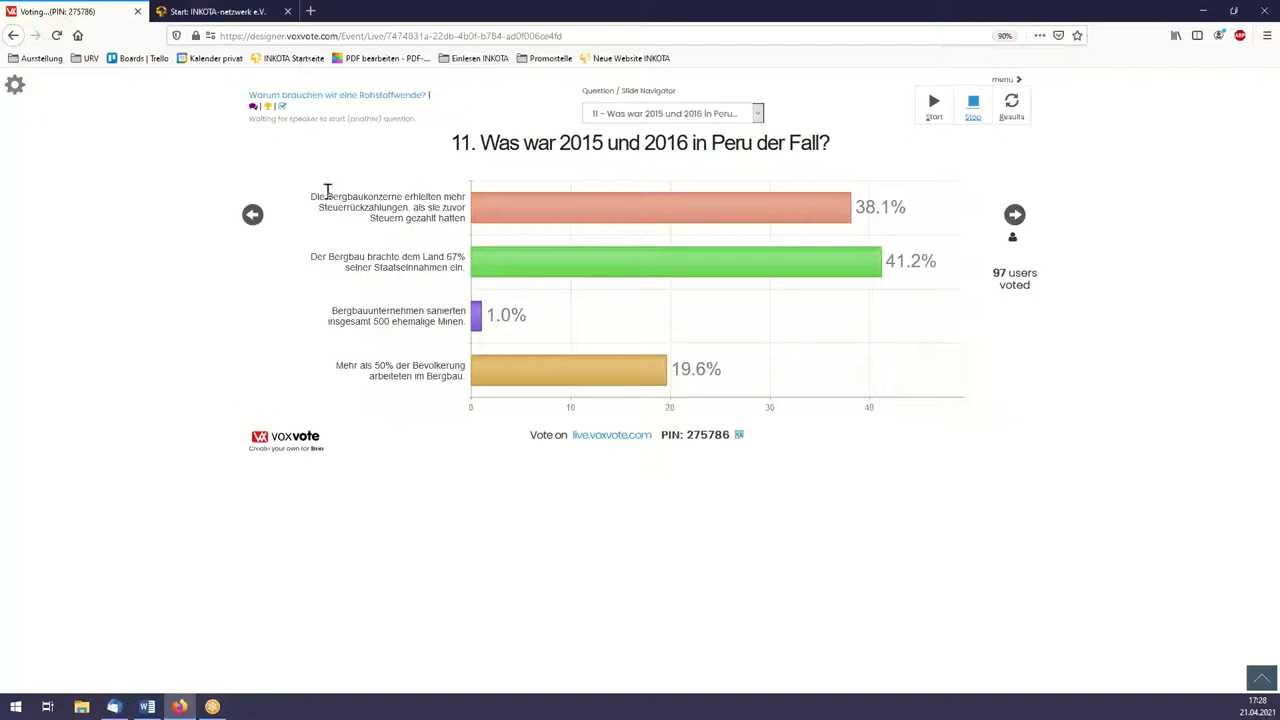 Voting...(PIN: 275786)
Start: INKOTA-netzwerk e.V.
https://designer.voxvote.com/Event/Live/7474831a-22db-4b0f-b784-ad0f006ce4fd
90%
Ausstellung
URV
Boards | Trello
Kalender privat
INKOTA Startseite
PDF bearbeiten - PDF-...
Einlesen INKOTA
Promostelle
Neue Website INKOTA
menu
Warum brauchen wir eine Rohstoffwende? |
Waiting for speaker to start (another) question.
Question / Slide Navigator
11 - Was war 2015 und 2016 in Peru...
Start
Stop
Results
11. Was war 2015 und 2016 in Peru der Fall?
Die Bergbaukonzerne erhielten mehr
Steuerrückzahlungen, als sie zuvor
Steuern gezahlt hatten
38.1%
Der Bergbau brachte dem Land 67%
seiner Staatseinnahmen ein.
41.2%
Bergbauunternehmen sanierten
insgesamt 500 ehemalige Minen.
1.0%
Mehr als 50% der Bevölkerung
arbeiteten im Bergbau.
19.6%
0 10 20 30 40
97 users
voted
voxvote
Create your own for free
Vote on live.voxvote.com PIN: 275786
17:28
21.04.2021